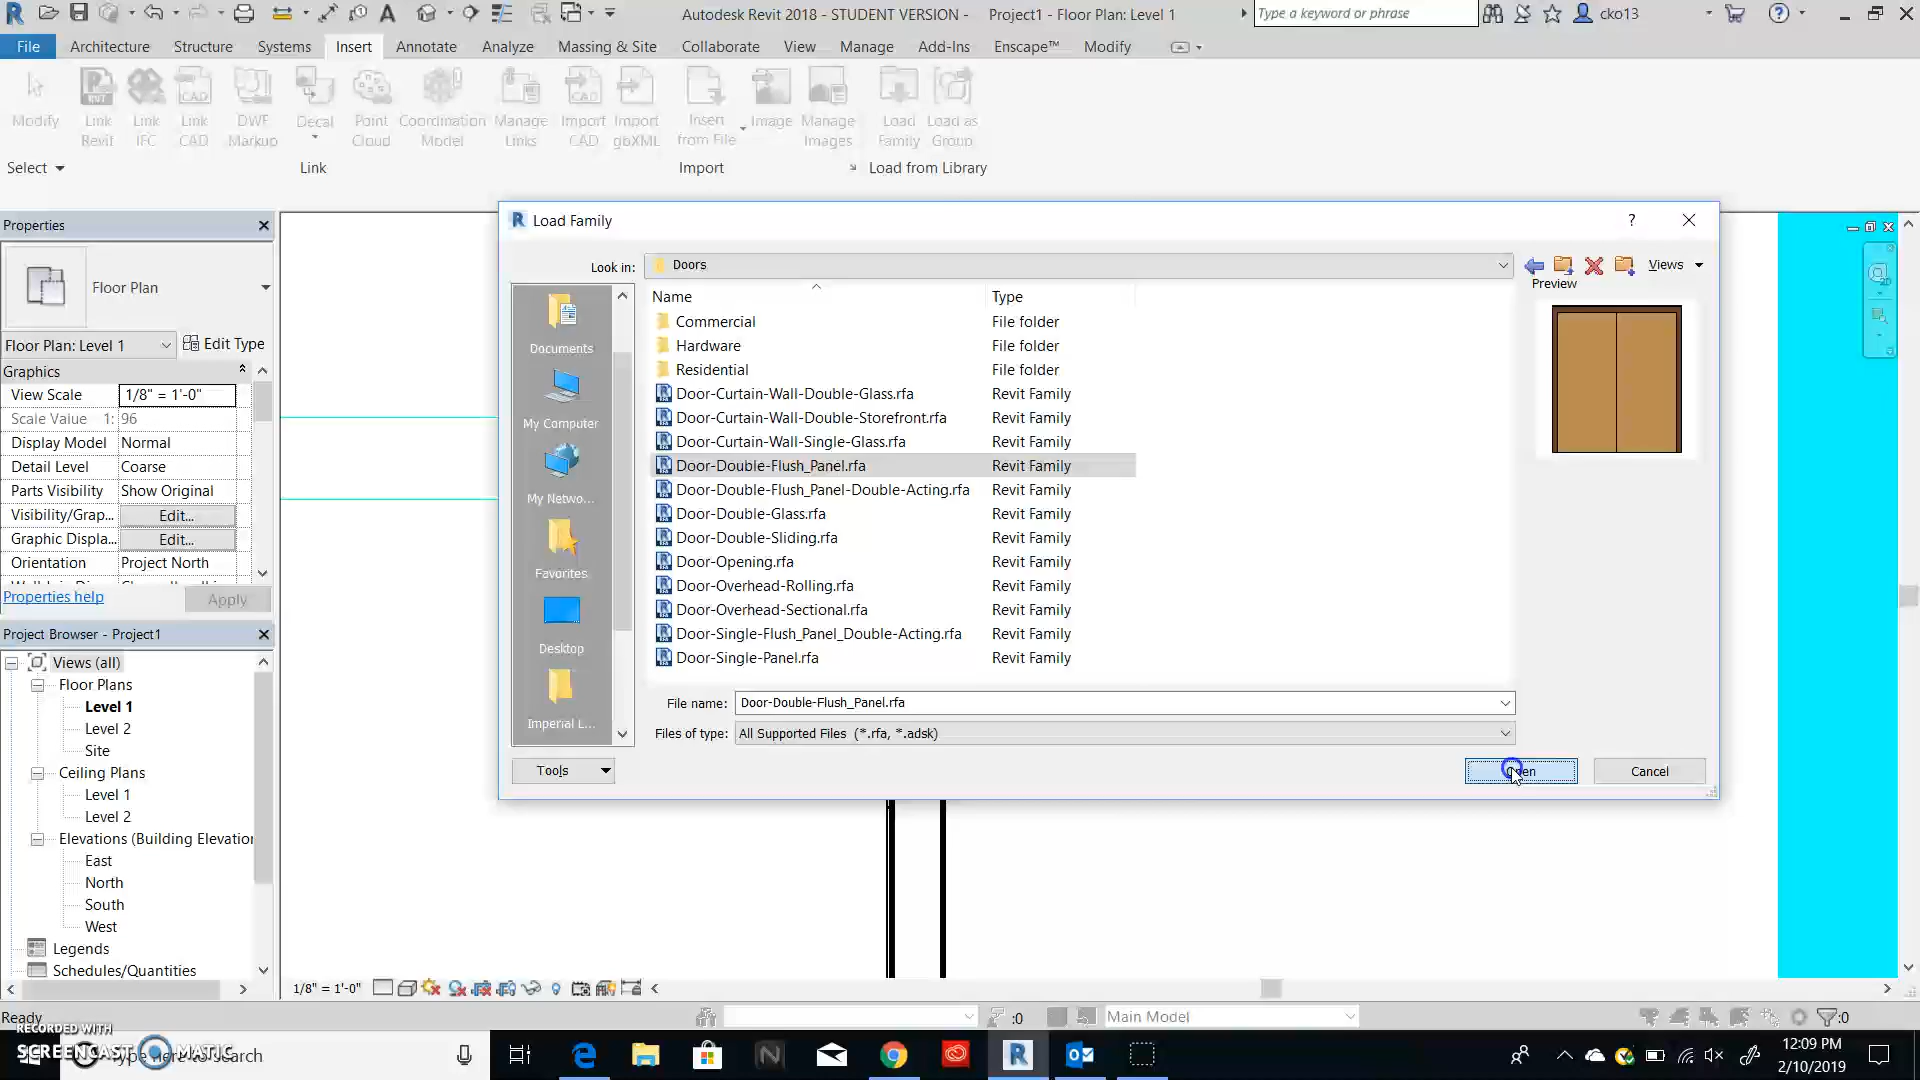 Autodesk Revit 2018 - STUDENT VERSION - Project1 - Floor Plan: Level 1
Type a keyword or phrase
cko13
File Architecture Structure Systems Insert Annotate Analyze Massing & Site Collaborate View Manage Add-Ins Enscape™ Modify
Modify Link Revit Link IFC Link CAD DWF Markup Decal Point Cloud Coordination Model Manage Links Import CAD Import gbXML Insert from File Image Manage Images Load Family Load as Group
Select Link Import Load from Library
Properties
Floor Plan
Floor Plan: Level 1 Edit Type
Graphics
View Scale 1/8" = 1'-0"
Scale Value 1: 96
Display Model Normal
Detail Level Coarse
Parts Visibility Show Original
Visibility/Grap... Edit...
Graphic Displa... Edit...
Orientation Project North
Properties help Apply
Project Browser - Project1
Views (all)
Floor Plans
Level 1
Level 2
Site
Ceiling Plans
Level 1
Level 2
Elevations (Building Elevation
East
North
South
West
Legends
Schedules/Quantities
Load Family
Look in: Doors Views
Preview
Name Type
Commercial File folder
Hardware File folder
Residential File folder
Door-Curtain-Wall-Double-Glass.rfa Revit Family
Door-Curtain-Wall-Double-Storefront.rfa Revit Family
Door-Curtain-Wall-Single-Glass.rfa Revit Family
Door-Double-Flush_Panel.rfa Revit Family
Door-Double-Flush_Panel-Double-Acting.rfa Revit Family
Door-Double-Glass.rfa Revit Family
Door-Double-Sliding.rfa Revit Family
Door-Opening.rfa Revit Family
Door-Overhead-Rolling.rfa Revit Family
Door-Overhead-Sectional.rfa Revit Family
Door-Single-Flush_Panel_Double-Acting.rfa Revit Family
Door-Single-Panel.rfa Revit Family
Documents
My Computer
My Netwo...
Favorites
Desktop
Imperial L...
File name: Door-Double-Flush_Panel.rfa
Files of type: All Supported Files (*.rfa, *.adsk)
Tools Open Cancel
1/8" = 1'-0"
Ready :0 Main Model :0
RECORDED WITH
SCREENCAST MATIC
Type here to search
12:09 PM
2/10/2019